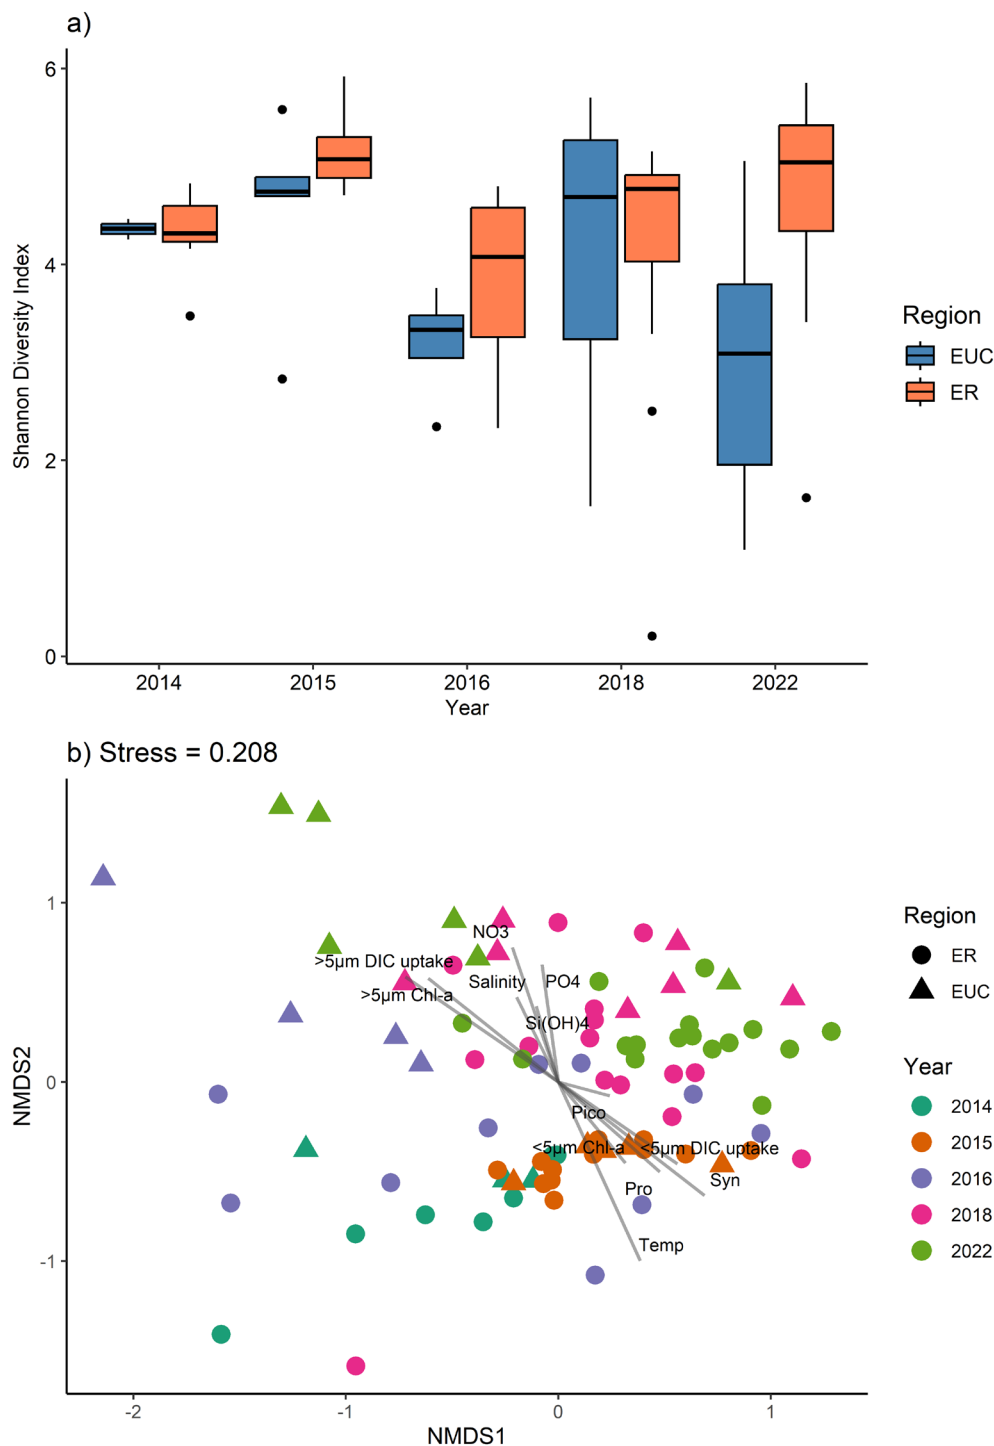 a)
6
4
2
0
Shannon Diversity Index
2014 2015 2016 2018 2022
Year
Region
EUC
ER
b) Stress = 0.208
1
0
-1
NMDS2
NO3
>5μm DIC uptake
Salinity
PO4
>5μm Chl-a
Si(OH)4
Pico
<5μm Chl-a
<5μm DIC uptake
Pro
Syn
Temp
-2 -1 0 1
NMDS1
Region
ER
EUC
Year
2014
2015
2016
2018
2022